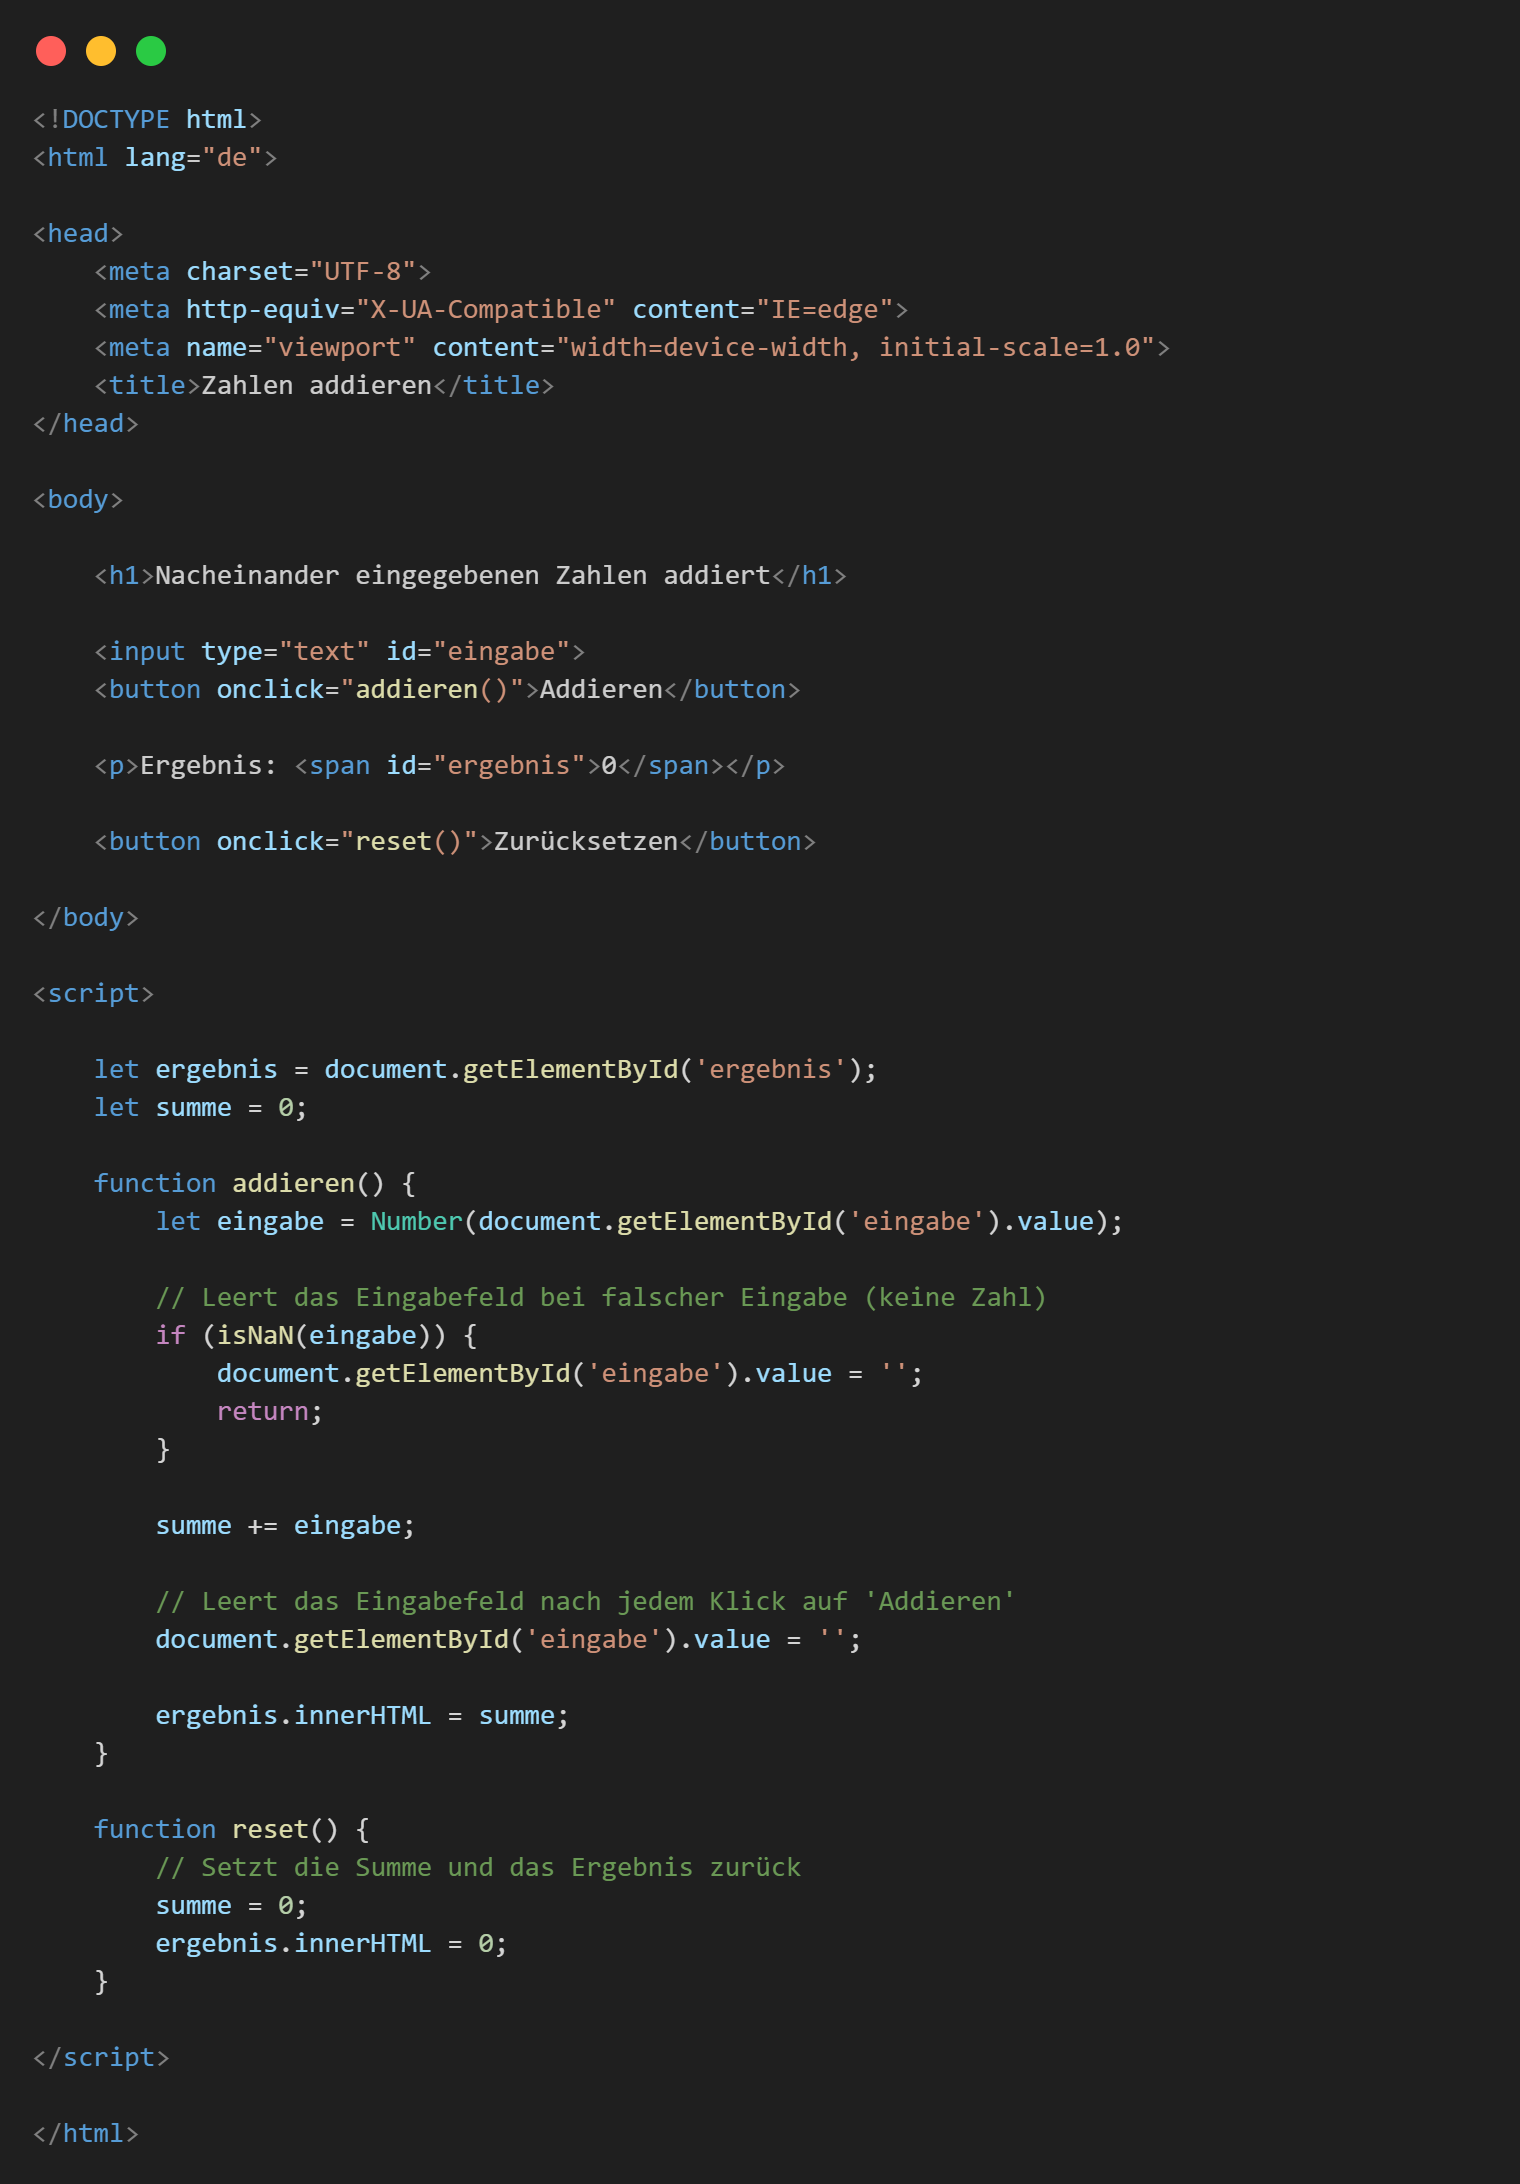 <!DOCTYPE html>
<html lang="de">
<head>
    <meta charset="UTF-8">
    <meta http-equiv="X-UA-Compatible" content="IE=edge">
    <meta name="viewport" content="width=device-width, initial-scale=1.0">
    <title>Zahlen addieren</title>
</head>
<body>
    <h1>Nacheinander eingegebenen Zahlen addiert</h1>
    <input type="text" id="eingabe">
    <button onclick="addieren()">Addieren</button>
    <p>Ergebnis: <span id="ergebnis">0</span></p>
    <button onclick="reset()">Zurücksetzen</button>
</body>
<script>
    let ergebnis = document.getElementById('ergebnis');
    let summe = 0;
    function addieren() {
        let eingabe = Number(document.getElementById('eingabe').value);
        // Leert das Eingabefeld bei falscher Eingabe (keine Zahl)
        if (isNaN(eingabe)) {
            document.getElementById('eingabe').value = '';
            return;
        }
        summe += eingabe;
        // Leert das Eingabefeld nach jedem Klick auf 'Addieren'
        document.getElementById('eingabe').value = '';
        ergebnis.innerHTML = summe;
    }
    function reset() {
        // Setzt die Summe und das Ergebnis zurück
        summe = 0;
        ergebnis.innerHTML = 0;
    }
</script>
</html>